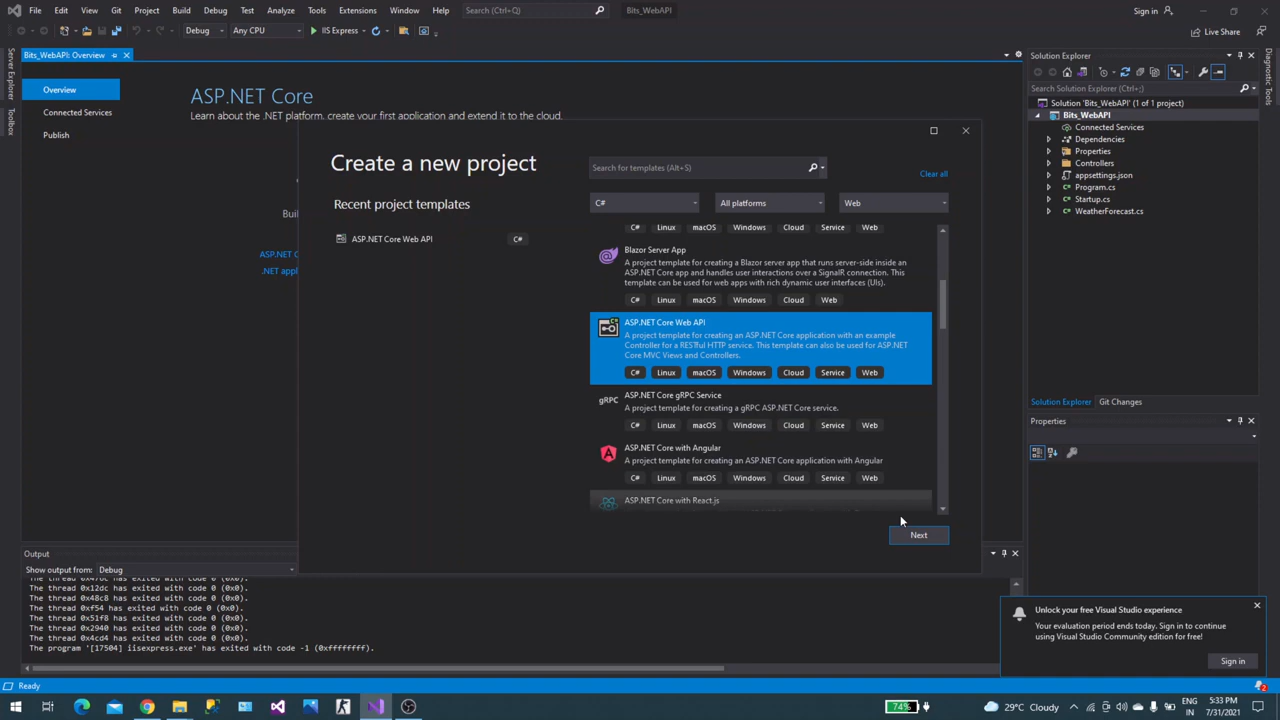 File Edit View Git Project Build Debug Test Analyze Tools Extensions Window Help Search (Ctrl+Q) Bits_WebAPI Sign in
Debug Any CPU IIS Express Live Share
Server Explorer
Toolbox
Bits_WebAPI: Overview
Overview
Connected Services
Publish
ASP.NET Core
Learn about the .NET platform, create your first application and extend it to the cloud.
Buil
ASP.NET C
.NET appl
Create a new project
Recent project templates
ASP.NET Core Web API C#
Search for templates (Alt+S)
Clear all
C# All platforms Web
C# Linux macOS Windows Cloud Service Web
Blazor Server App
A project template for creating a Blazor server app that runs server-side inside an
ASP.NET Core app and handles user interactions over a SignalR connection. This
template can be used for web apps with rich dynamic user interfaces (UIs).
C# Linux macOS Windows Cloud Web
ASP.NET Core Web API
A project template for creating an ASP.NET Core application with an example
Controller for a RESTful HTTP service. This template can also be used for ASP.NET
Core MVC Views and Controllers.
C# Linux macOS Windows Cloud Service Web
gRPC
ASP.NET Core gRPC Service
A project template for creating a gRPC ASP.NET Core service.
C# Linux macOS Windows Cloud Service Web
ASP.NET Core with Angular
A project template for creating an ASP.NET Core application with Angular
C# Linux macOS Windows Cloud Service Web
ASP.NET Core with React.js
Next
Solution Explorer
Search Solution Explorer (Ctrl+;)
Solution 'Bits_WebAPI' (1 of 1 project)
Bits_WebAPI
Connected Services
Dependencies
Properties
Controllers
appsettings.json
Program.cs
Startup.cs
WeatherForecast.cs
Solution Explorer Git Changes
Properties
Diagnostic Tools
Output
Show output from: Debug
The thread 0x12dc has exited with code 0 (0x0).
The thread 0x48c8 has exited with code 0 (0x0).
The thread 0xf54 has exited with code 0 (0x0).
The thread 0x51f8 has exited with code 0 (0x0).
The thread 0x2940 has exited with code 0 (0x0).
The thread 0x4cd4 has exited with code 0 (0x0).
The program '[17504] iisexpress.exe' has exited with code -1 (0xffffffff).
Unlock your free Visual Studio experience
Your evaluation period ends today. Sign in to continue
using Visual Studio Community edition for free!
Sign in
Ready
2
74%
29°C Cloudy
ENG
IN
5:33 PM
7/31/2021